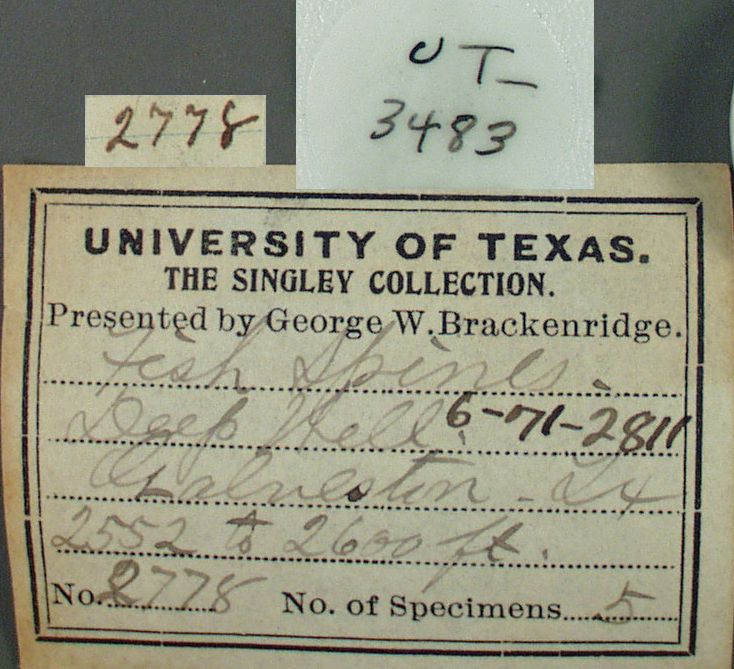 UT
3483
2778
UNIVERSITY OF TEXAS.
THE SINGLEY COLLECTION.
Presented by George W. Brackenridge.
Fish Spines.
Deep Well. 6-71-2811
Galveston - Tx
2552 to 2600 ft.
No. 2778 No. of Specimens 5